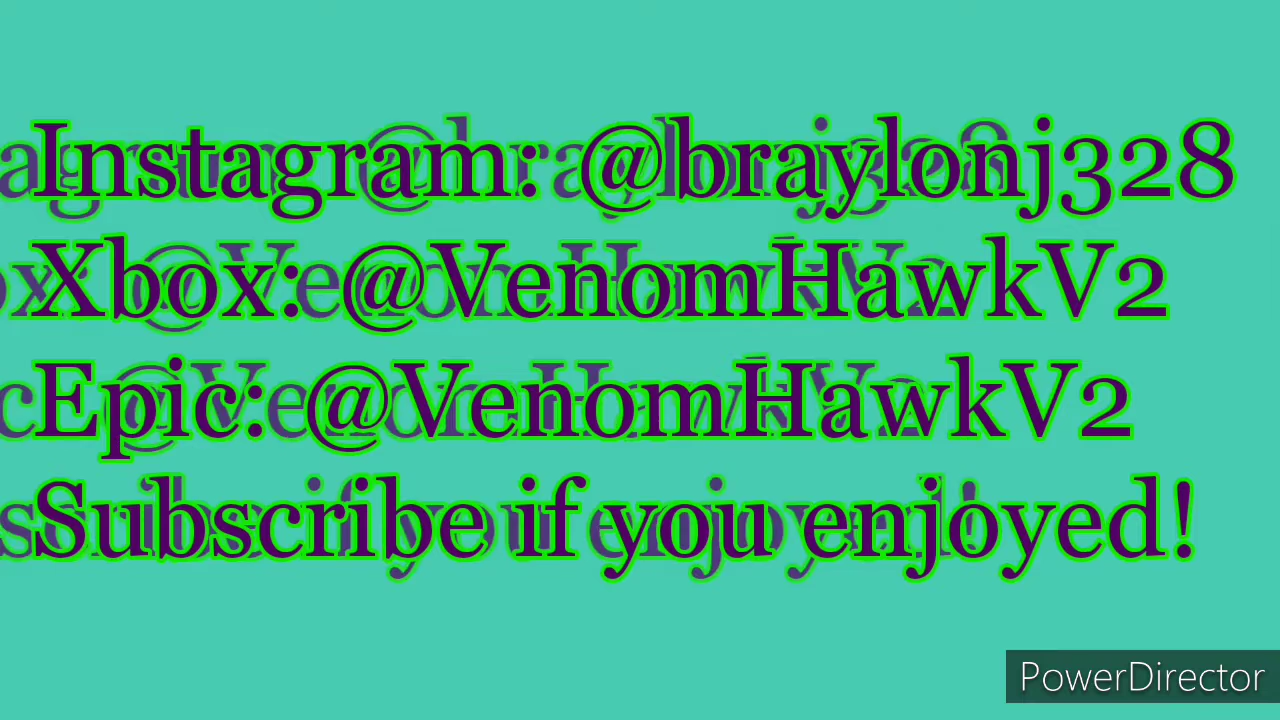 Instagram: @braylonj328
Xbox: @VenomHawkV2
Epic: @VenomHawkV2
Subscribe if you enjoyed!
PowerDirector